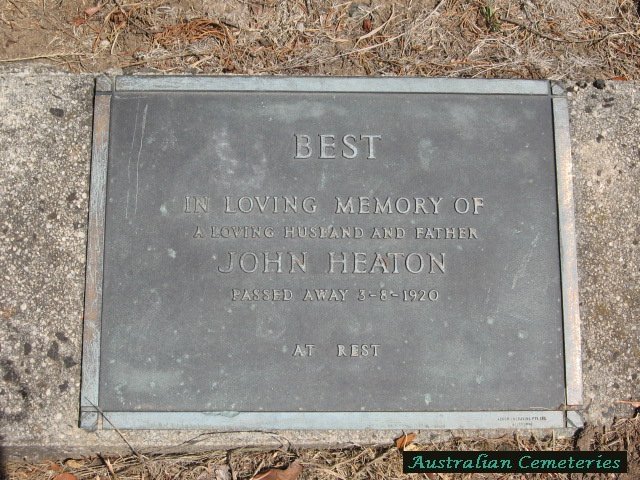 BEST
IN LOVING MEMORY OF
A LOVING HUSBAND AND FATHER
JOHN HEATON
PASSED AWAY 3-8-1920
AT REST
Australian Cemeteries